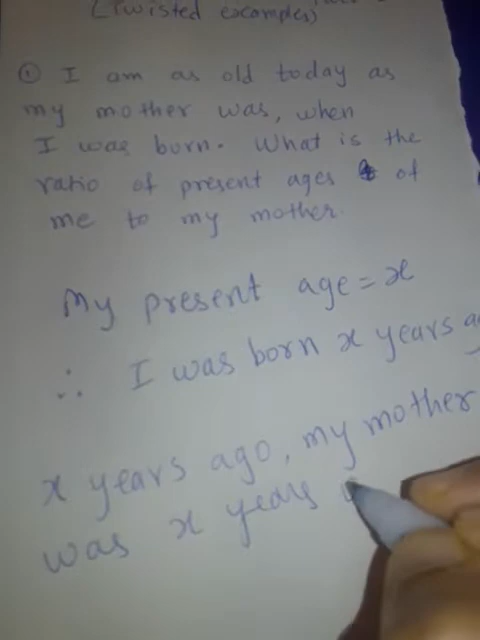 (Twisted examples)
① I am as old today as
my mother was, when
I was born. What is the
ratio of present ages of
me to my mother.
My present age = x
∴ I was born x years
x years ago, my mother
was x years